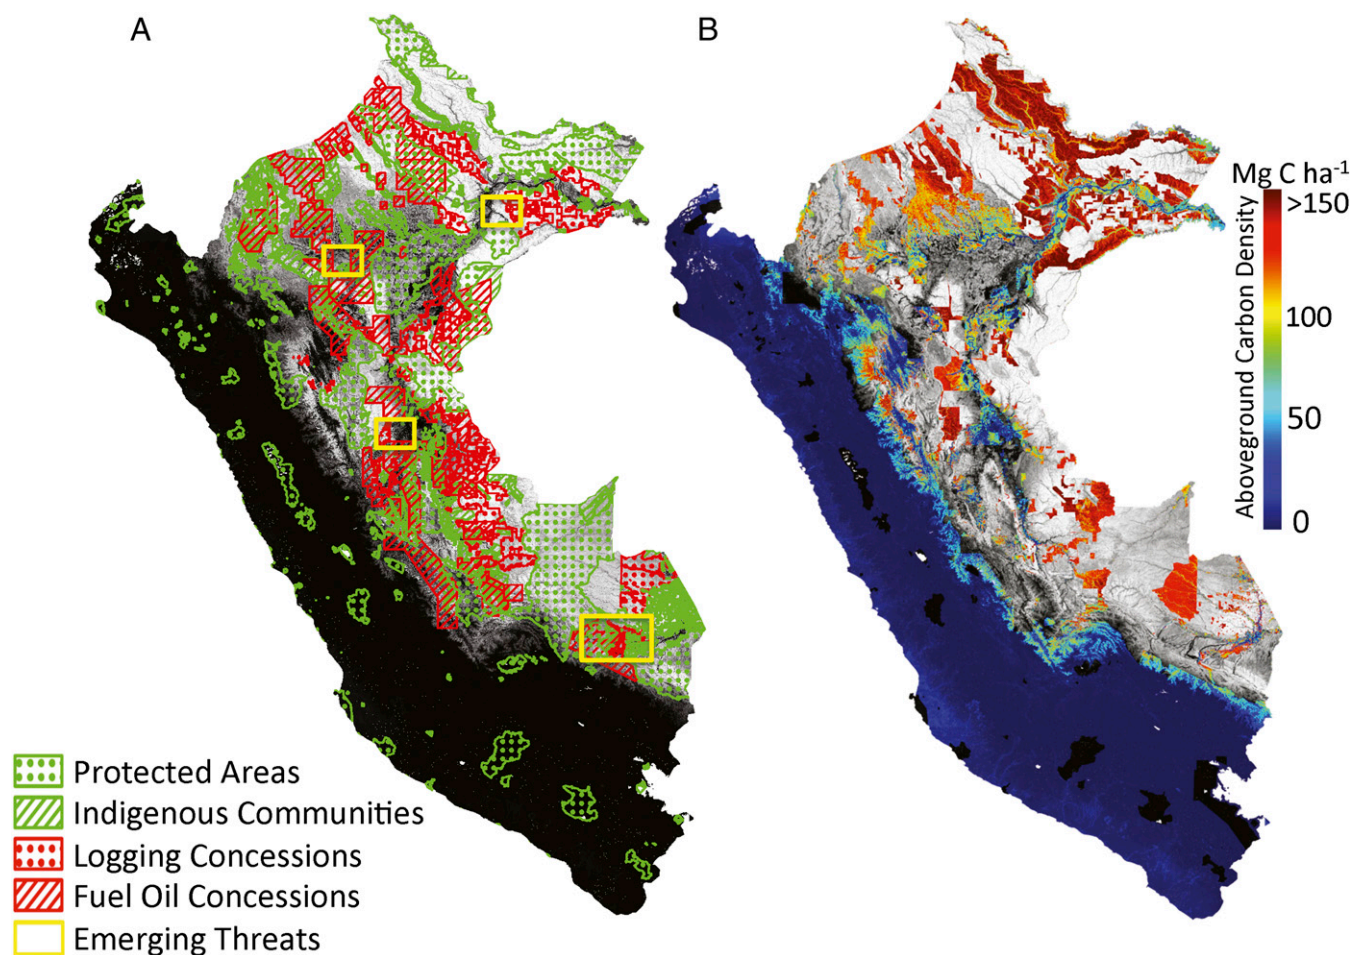 A
B
Mg C ha⁻¹
>150
100
50
0
Aboveground Carbon Density
Protected Areas
Indigenous Communities
Logging Concessions
Fuel Oil Concessions
Emerging Threats